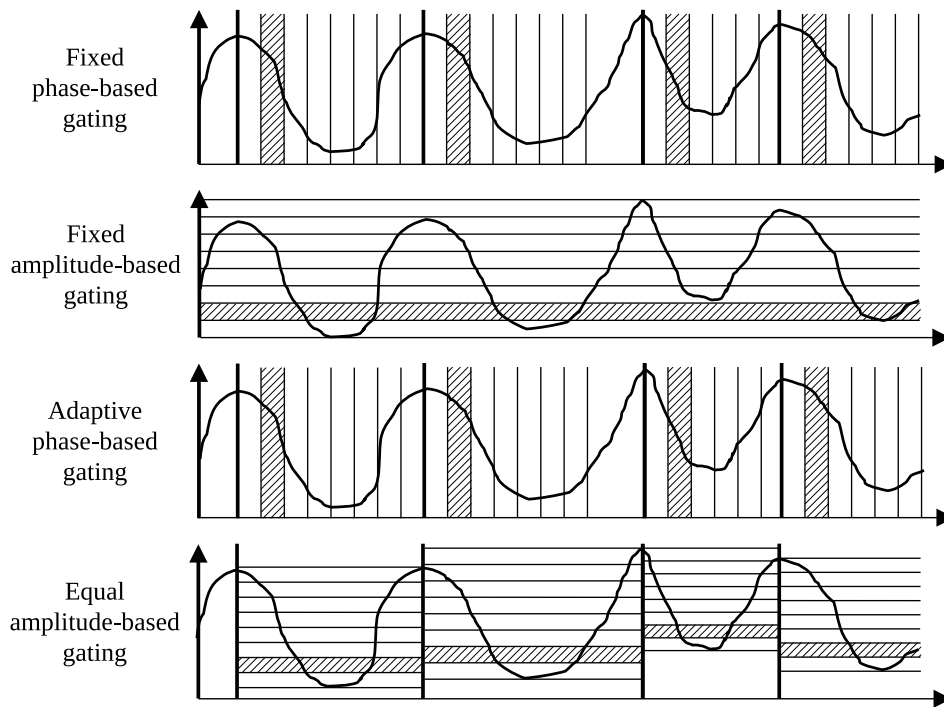 Fixed
phase-based
gating
Fixed
amplitude-based
gating
Adaptive
phase-based
gating
Equal
amplitude-based
gating